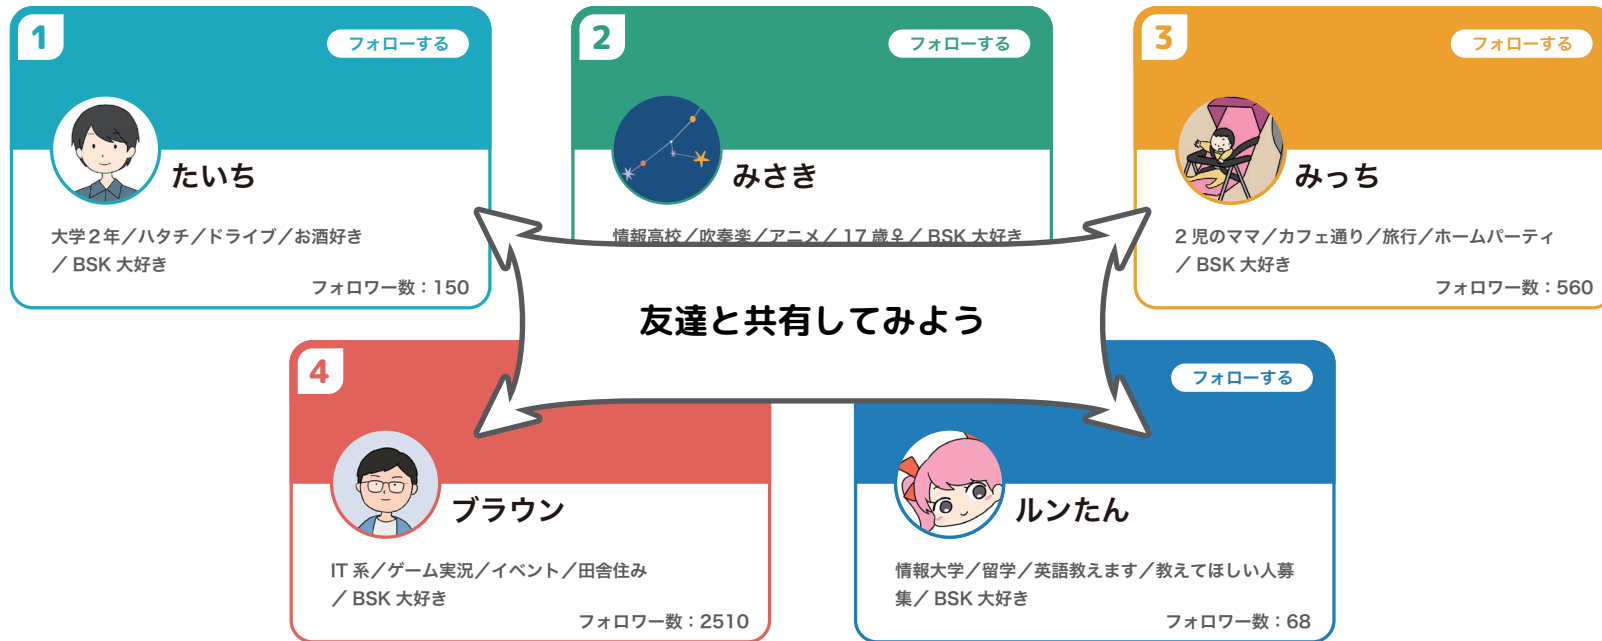 1
フォローする
たいち
大学2年／ハタチ／ドライブ／お酒好き
／ BSK 大好き
フォロワー数：150
2
フォローする
みさき
情報高校／吹奏楽／アニメ／ 17 歳♀／ BSK 大好き
3
フォローする
みっち
2 児のママ／カフェ通り／旅行／ホームパーティ
／ BSK 大好き
フォロワー数：560
友達と共有してみよう
4
ブラウン
IT 系／ゲーム実況／イベント／田舎住み
／ BSK 大好き
フォロワー数：2510
フォローする
ルンたん
情報大学／留学／英語教えます／教えてほしい人募
集／ BSK 大好き
フォロワー数：68